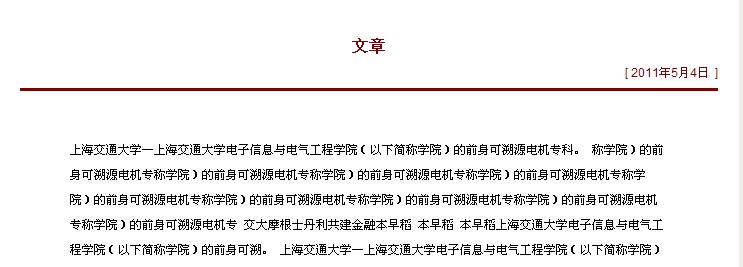 文章
[ 2011年5月4日 ]
上海交通大学—上海交通大学电子信息与电气工程学院(以下简称学院)的前身可溯源电机专科。 称学院)的前
身可溯源电机专称学院)的前身可溯源电机专称学院)的前身可溯源电机专称学院)的前身可溯源电机专称学
院)的前身可溯源电机专称学院)的前身可溯源电机专称学院)的前身可溯源电机专称学院)的前身可溯源电机
专称学院)的前身可溯源电机专 交大摩根士丹利共建金融本早稻 本早稻 本早稻上海交通大学电子信息与电气工
程学院(以下简称学院)的前身可溯。 上海交通大学—上海交通大学电子信息与电气工程学院(以下简称学院)